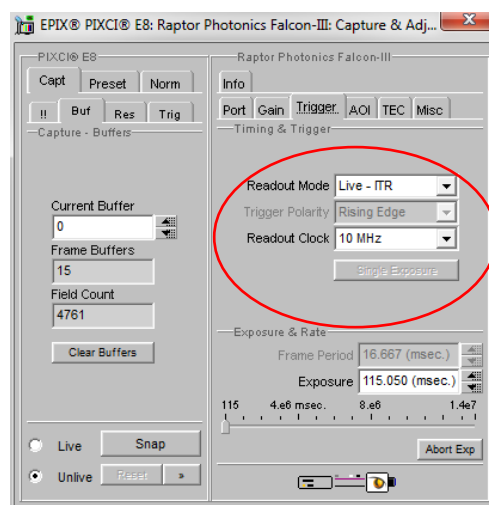 EPIX® PIXCI® E8: Raptor Photonics Falcon-III: Capture & Adj...
PIXCI® E8
Capt Preset Norm
!! Buf Res Trig
Capture - Buffers
Current Buffer
0
Frame Buffers
15
Field Count
4761
Clear Buffers
Live Snap
Unlive Reset »
Raptor Photonics Falcon-III
Info
Port Gain Trigger AOI TEC Misc
Timing & Trigger
Readout Mode Live - ITR
Trigger Polarity Rising Edge
Readout Clock 10 MHz
Single Exposure
Exposure & Rate
Frame Period 16.667 (msec.)
Exposure 115.050 (msec.)
115 4.e6 msec. 8.e6 1.4e7
Abort Exp